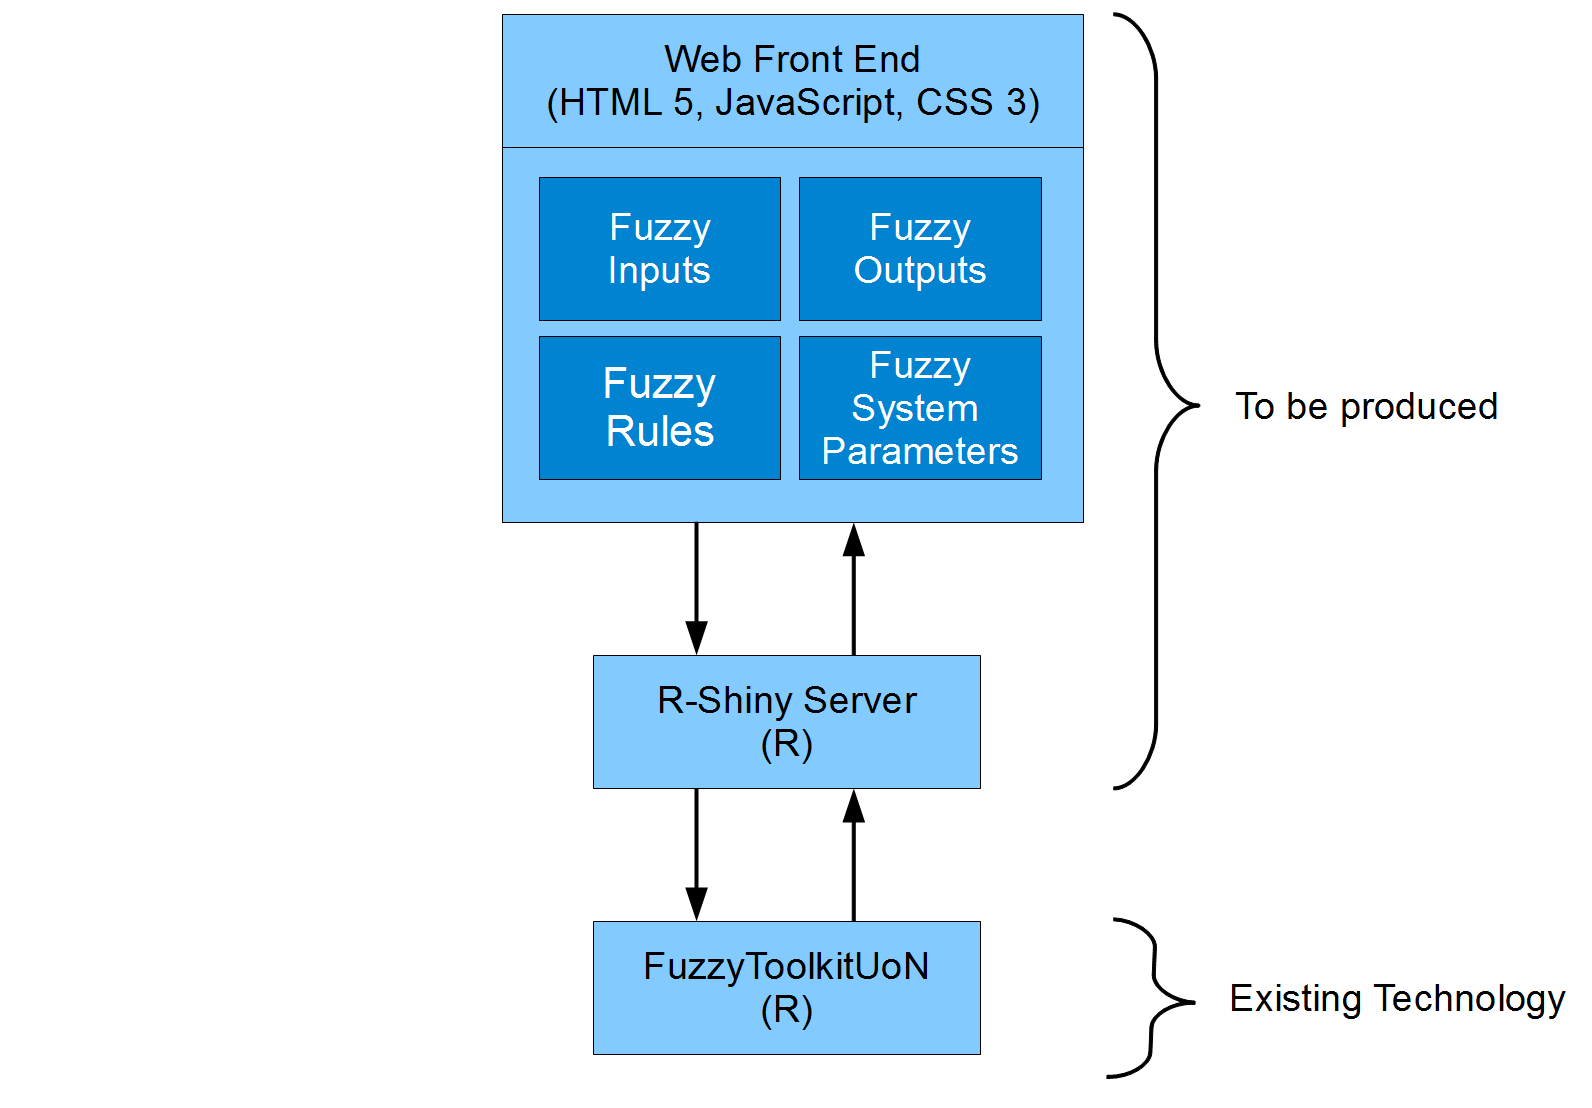 Web Front End
(HTML 5, JavaScript, CSS 3)
Fuzzy
Inputs
Fuzzy
Outputs
Fuzzy
Rules
Fuzzy
System
Parameters
To be produced
R-Shiny Server
(R)
FuzzyToolkitUoN
(R)
Existing Technology